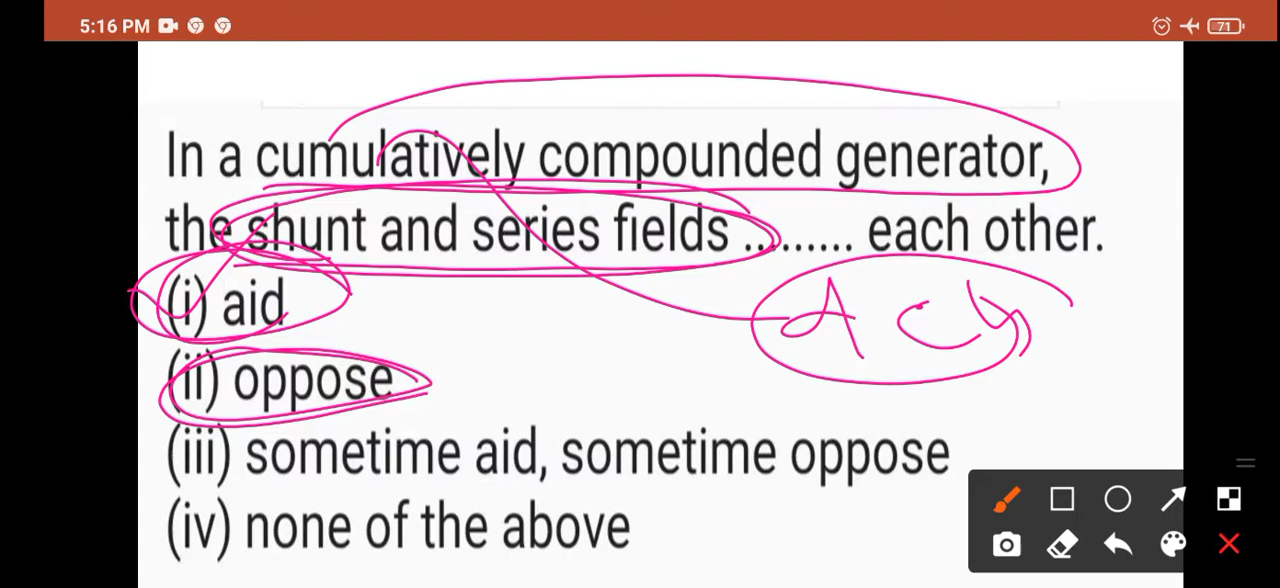 5:16 PM
71
In a cumulatively compounded generator,
the shunt and series fields ......... each other.
(i) aid
(ii) oppose
(iii) sometime aid, sometime oppose
(iv) none of the above